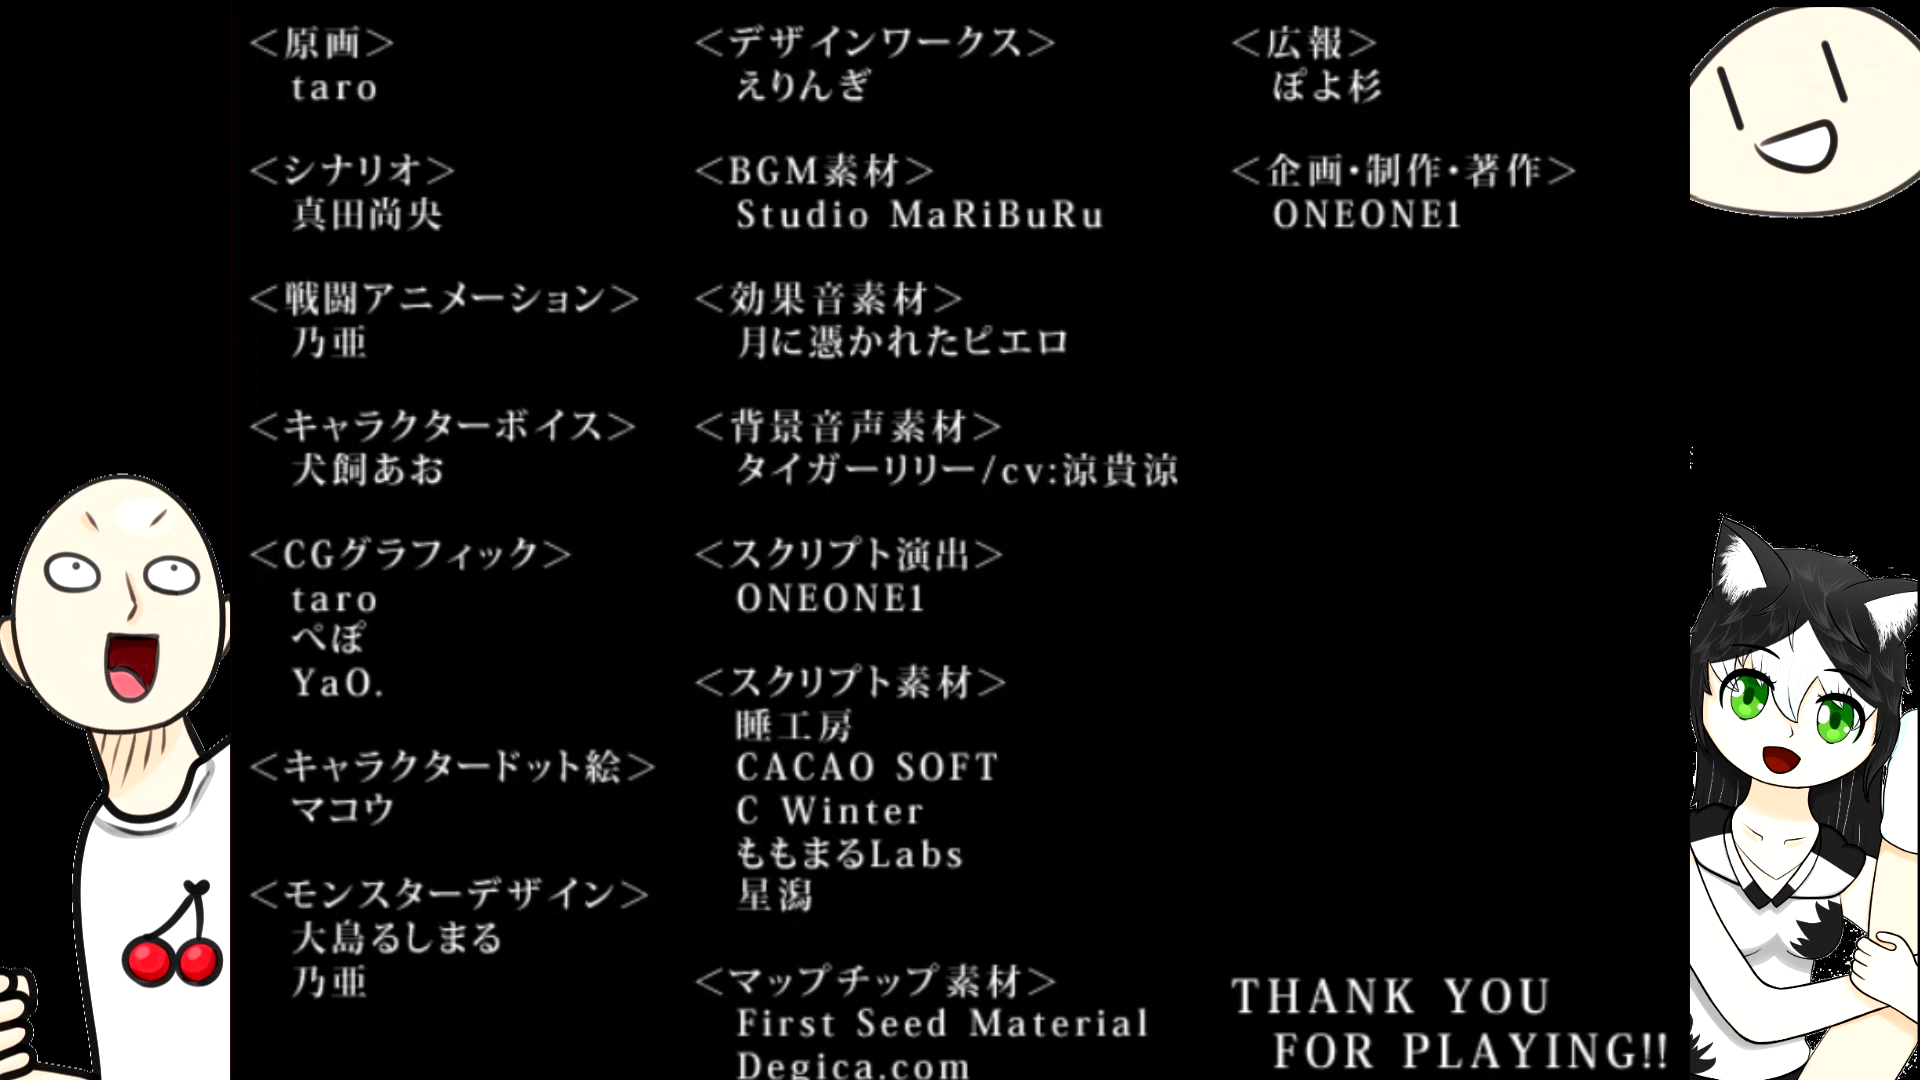 ＜原画＞
taro
＜シナリオ＞
真田尚央
＜戦闘アニメーション＞
乃亜
＜キャラクターボイス＞
犬飼あお
＜CGグラフィック＞
taro
ぺぽ
YaO.
＜キャラクタードット絵＞
マコウ
＜モンスターデザイン＞
大島るしまる
乃亜
＜デザインワークス＞
えりんぎ
＜BGM素材＞
Studio MaRiBuRu
＜効果音素材＞
月に憑かれたピエロ
＜背景音声素材＞
タイガーリリー/cv:涼貴涼
＜スクリプト演出＞
ONEONE1
＜スクリプト素材＞
睡工房
CACAO SOFT
C Winter
ももまるLabs
星潟
＜マップチップ素材＞
First Seed Material
Degica.com
＜広報＞
ぽよ杉
＜企画・制作・著作＞
ONEONE1
THANK YOU
FOR PLAYING!!